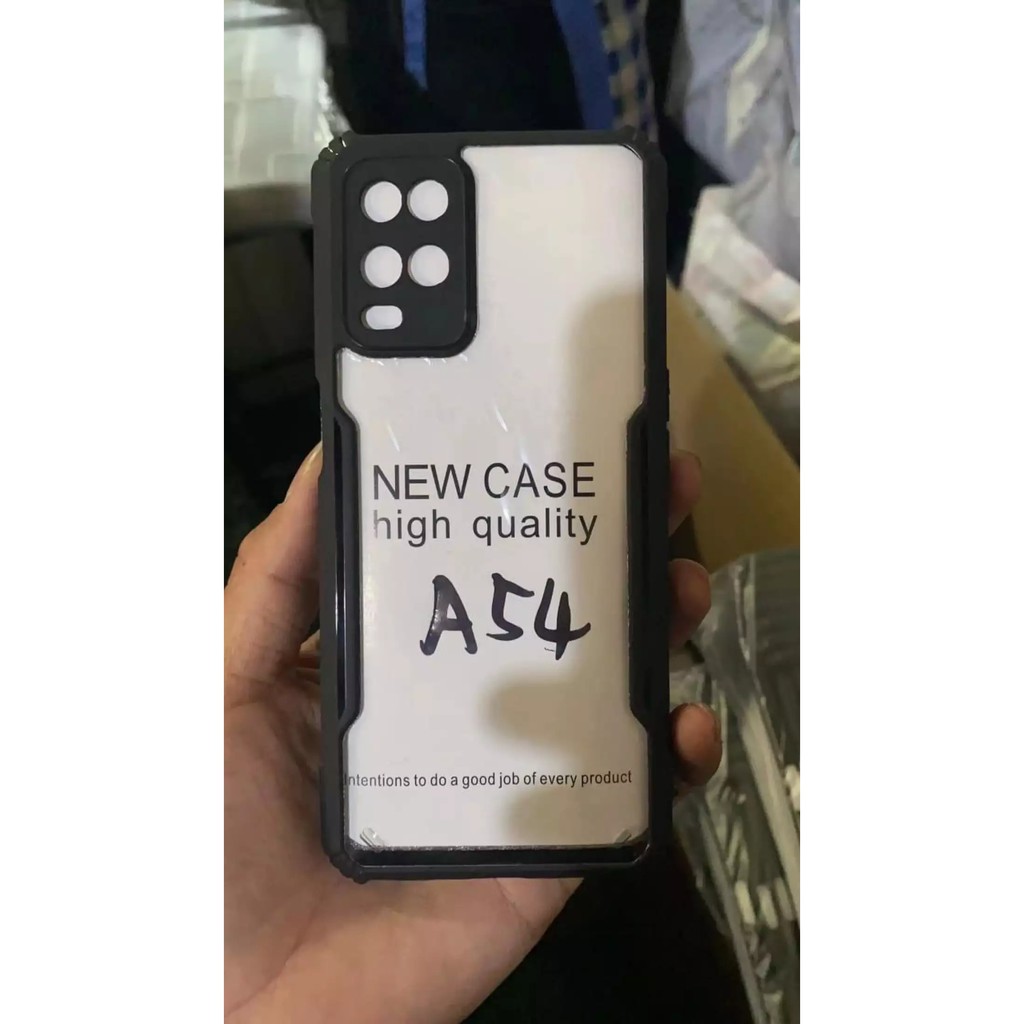 NEW CASE
high quality
A54
Intentions to do a good job of every product